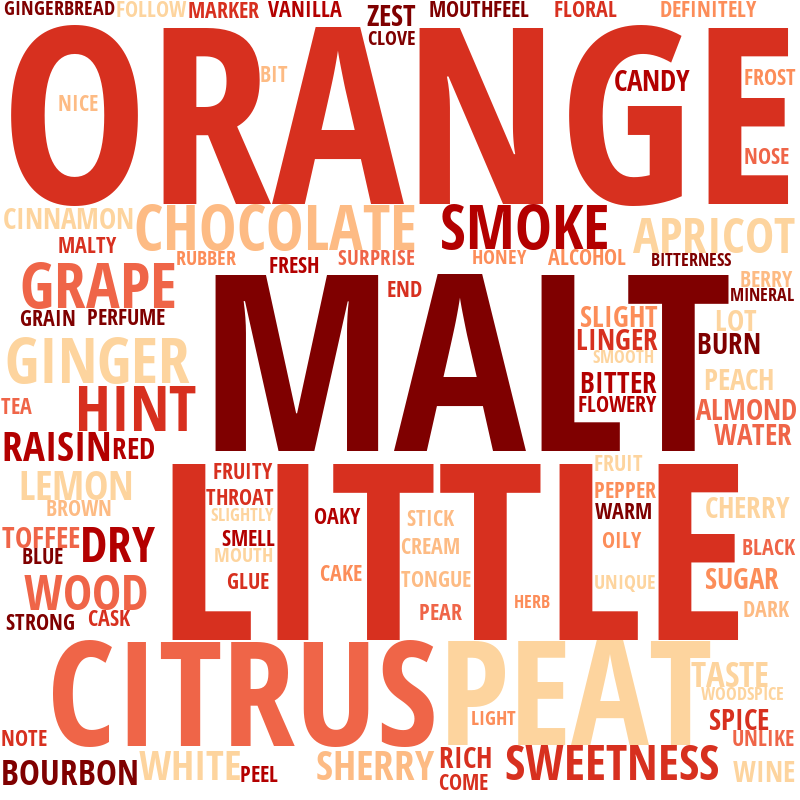 GINGERBREAD FOLLOW MARKER VANILLA ZEST MOUTHFEEL FLORAL DEFINITELY
CLOVE
ORANGE
BIT CANDY FROST
NICE
NOSE
CINNAMON CHOCOLATE SMOKE APRICOT
MALTY RUBBER FRESH SURPRISE HONEY ALCOHOL BITTERNESS
GRAPE END BERRY
MINERAL
GRAIN PERFUME SLIGHT LOT
MALT
GINGER LINGER BURN
SMOOTH
BITTER PEACH
TEA HINT FLOWERY ALMOND
RAISIN RED WATER
LEMON FRUITY FRUIT
BROWN THROAT PEPPER CHERRY
SLIGHTLY OAKY STICK WARM
LITTLE
TOFFEE DRY SMELL CREAM OILY BLACK
BLUE MOUTH
WOOD GLUE CAKE TONGUE UNIQUE SUGAR
STRONG CASK PEAR HERB DARK
CITRUS PEAT
TASTE
WOODSPICE
LIGHT SPICE
NOTE UNLIKE
BOURBON WHITE PEEL SHERRY RICH SWEETNESS WINE
COME